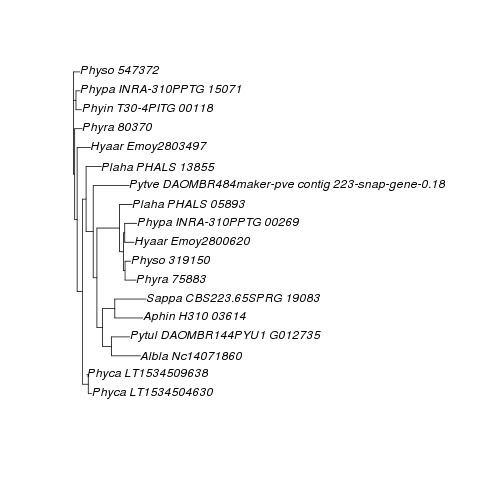 Physo 547372
Phypa INRA-310PPTG 15071
Phyin T30-4PITG 00118
Phyra 80370
Hyaar Emoy2803497
Plaha PHALS 13855
Pytve DAOMBR484maker-pve contig 223-snap-gene-0.18
Plaha PHALS 05893
Phypa INRA-310PPTG 00269
Hyaar Emoy2800620
Physo 319150
Phyra 75883
Sappa CBS223.65SPRG 19083
Aphin H310 03614
Pytul DAOMBR144PYU1 G012735
Albla Nc14071860
Phyca LT1534509638
Phyca LT1534504630